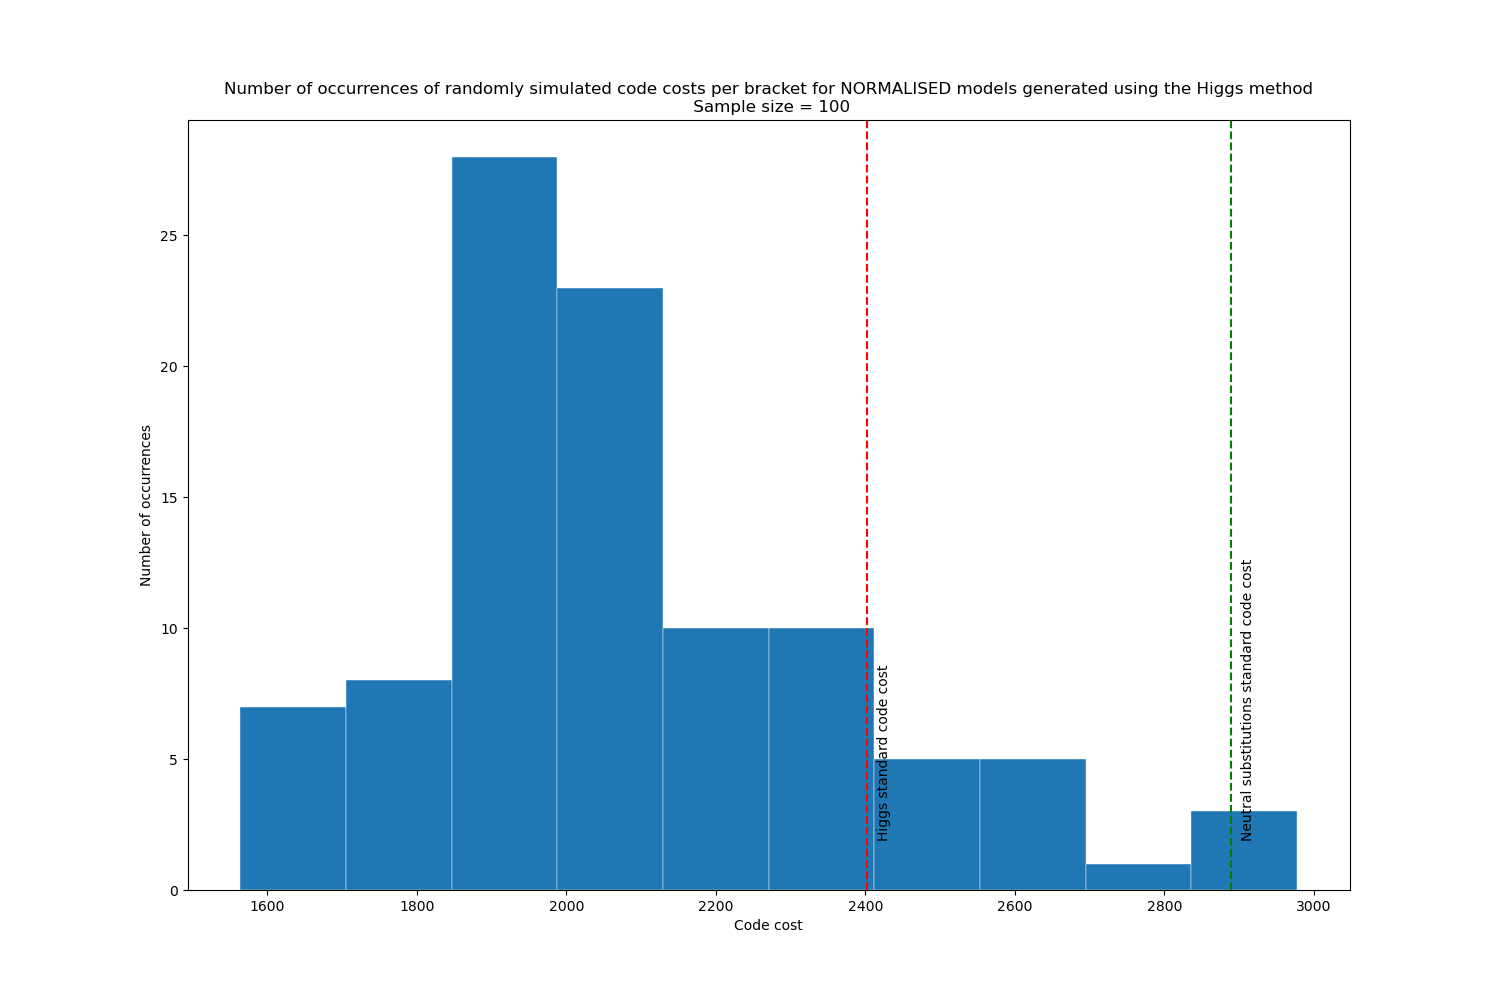 Number of occurrences of randomly simulated code costs per bracket for NORMALISED models generated using the Higgs method
Sample size = 100
25
20
15
10
5
0
Number of occurrences
Higgs standard code cost
Neutral substitutions standard code cost
1600
1800
2000
2200
2400
2600
2800
3000
Code cost